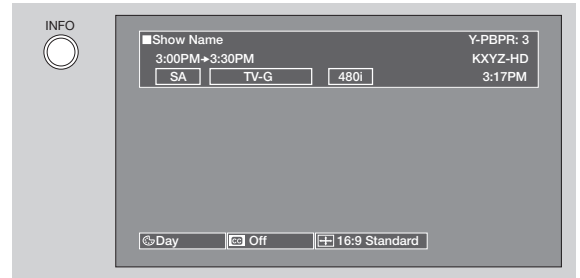 INFO
■Show Name Y-PBPR: 3
3:00PM➔3:30PM KXYZ-HD
SA TV-G 480i 3:17PM
Day CC Off 16:9 Standard